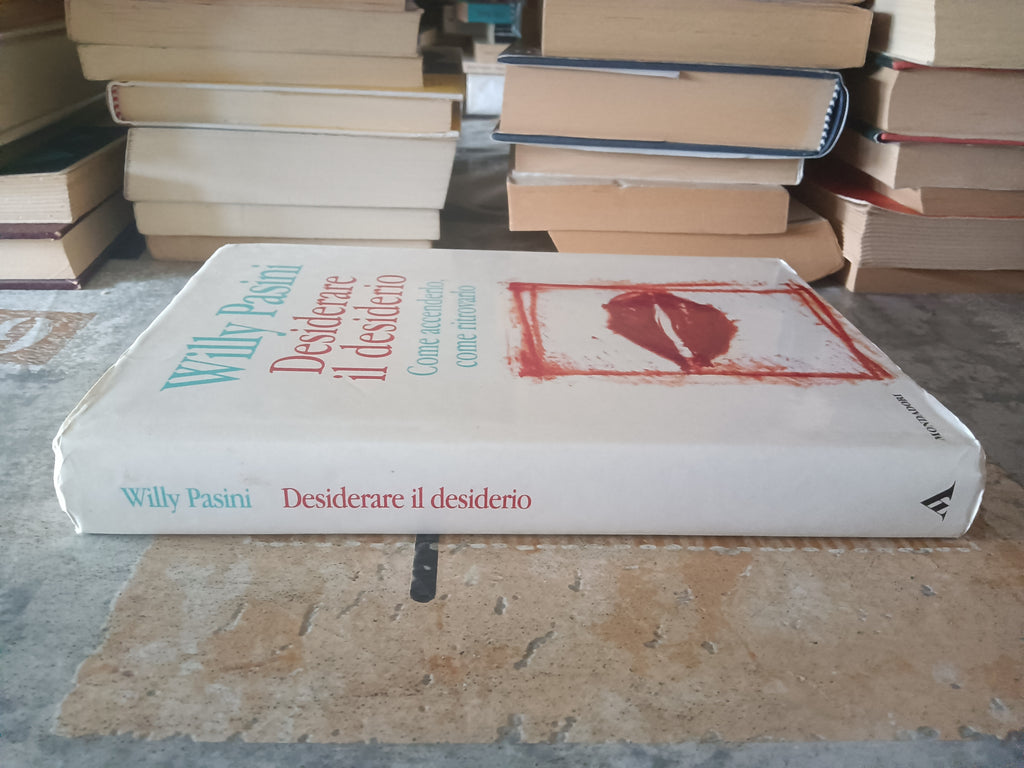 Willy Pasini
Desiderare
il desiderio
Come accenderlo,
come ritrovarlo
MONDADORI
Willy Pasini Desiderare il desiderio